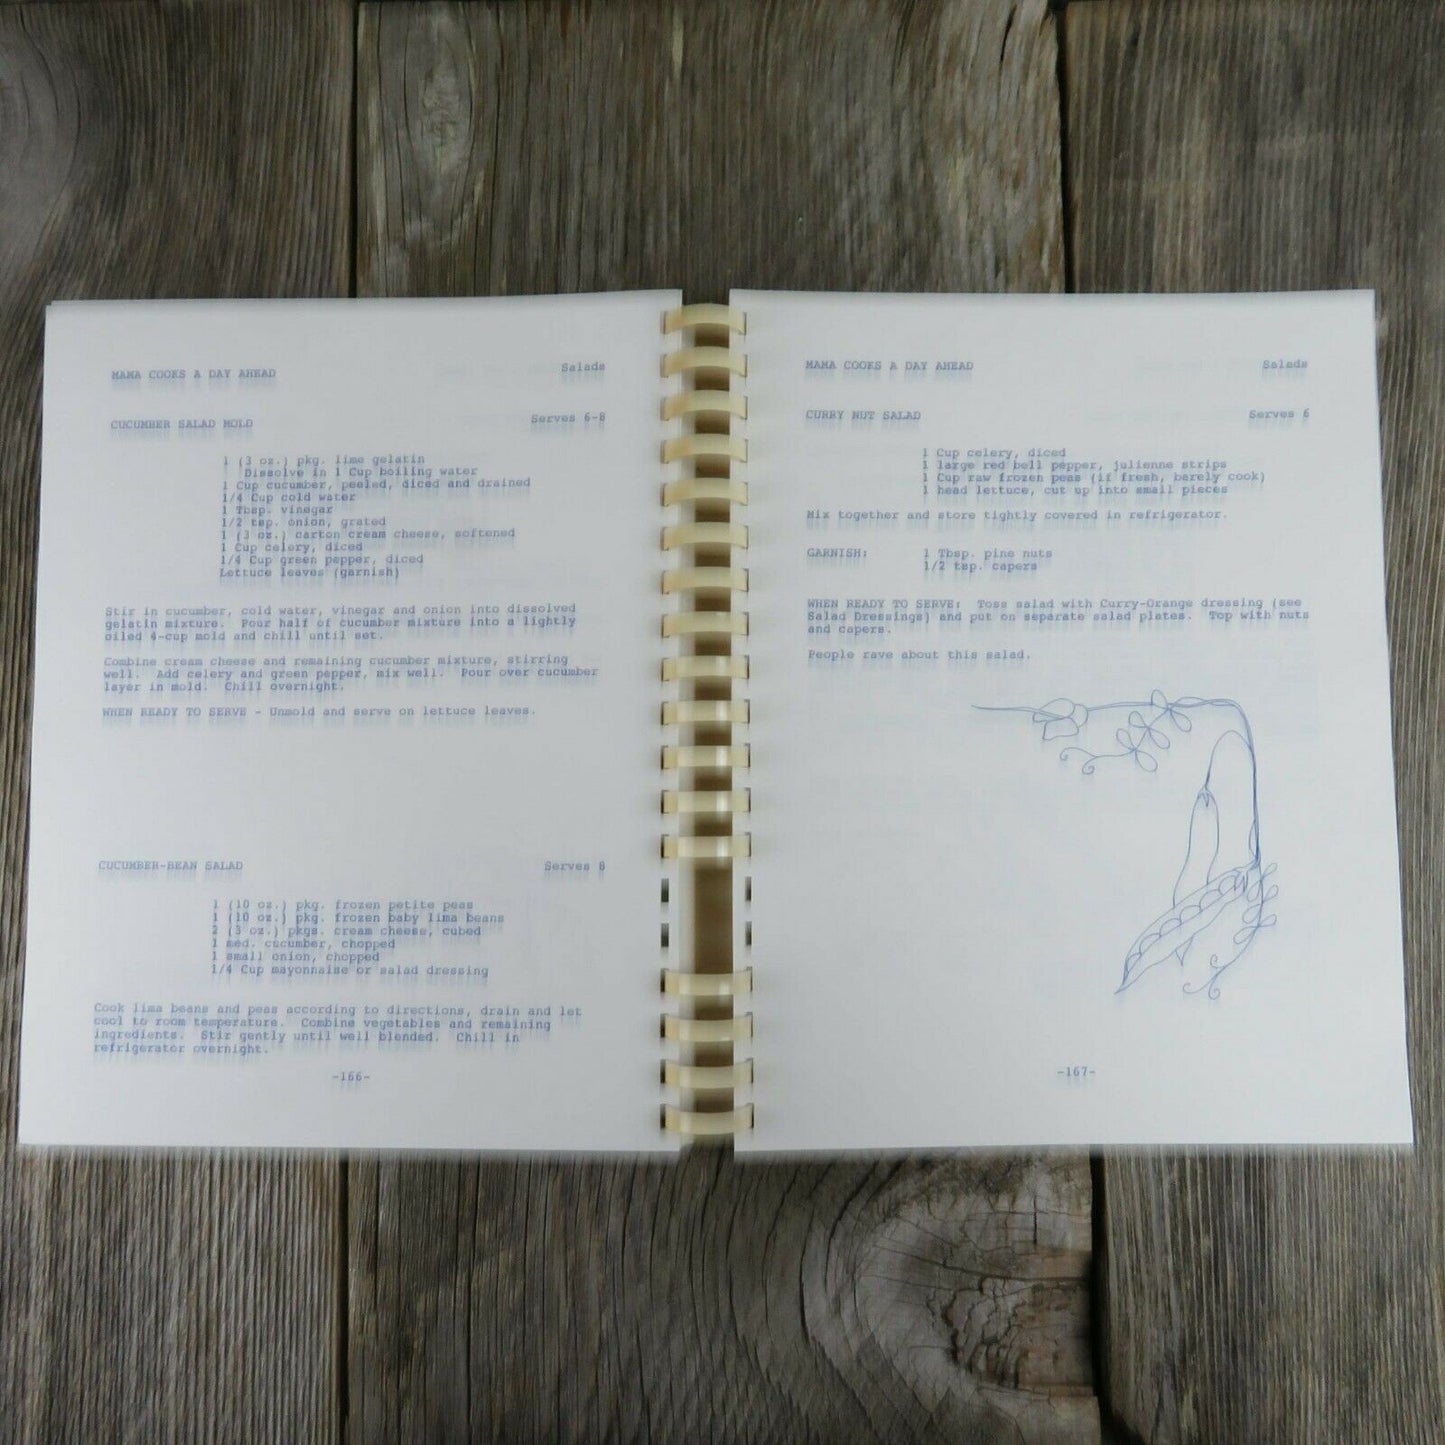 MAMA COOKS A DAY AHEAD Salads
CUCUMBER SALAD MOLD Serves 6-8
1 (3 oz.) pkg. lime gelatin
Dissolve in 1 Cup boiling water
1 Cup cucumber, peeled, diced and drained
1/4 Cup cold water
1 Tbsp. vinegar
1/2 tsp. onion, grated
1 (3 oz.) carton cream cheese, softened
1 Cup celery, diced
1/4 Cup green pepper, diced
Lettuce leaves (garnish)
Stir in cucumber, cold water, vinegar and onion into dissolved
gelatin mixture. Pour half of cucumber mixture into a lightly
oiled 4-cup mold and chill until set.
Combine cream cheese and remaining cucumber mixture, stirring
well. Add celery and green pepper, mix well. Pour over cucumber
layer in mold. Chill overnight.
WHEN READY TO SERVE - Unmold and serve on lettuce leaves.
CUCUMBER-BEAN SALAD Serves 8
1 (10 oz.) pkg. frozen petite peas
1 (10 oz.) pkg. frozen baby lima beans
2 (3 oz.) pkgs. cream cheese, cubed
1 med. cucumber, chopped
1 small onion, chopped
1/4 Cup mayonnaise or salad dressing
Cook lima beans and peas according to directions, drain and let
cool to room temperature. Combine vegetables and remaining
ingredients. Stir gently until well blended. Chill in
refrigerator overnight.
-166-
MAMA COOKS A DAY AHEAD Salads
CURRY NUT SALAD Serves 6
1 Cup celery, diced
1 large red bell pepper, julienne strips
1 Cup raw frozen peas (if fresh, barely cook)
1 head lettuce, cut up into small pieces
Mix together and store tightly covered in refrigerator.
GARNISH: 1 Tbsp. pine nuts
1/2 tsp. capers
WHEN READY TO SERVE: Toss salad with Curry-Orange dressing (see
Salad Dressings) and put on separate salad plates. Top with nuts
and capers.
People rave about this salad.
-167-